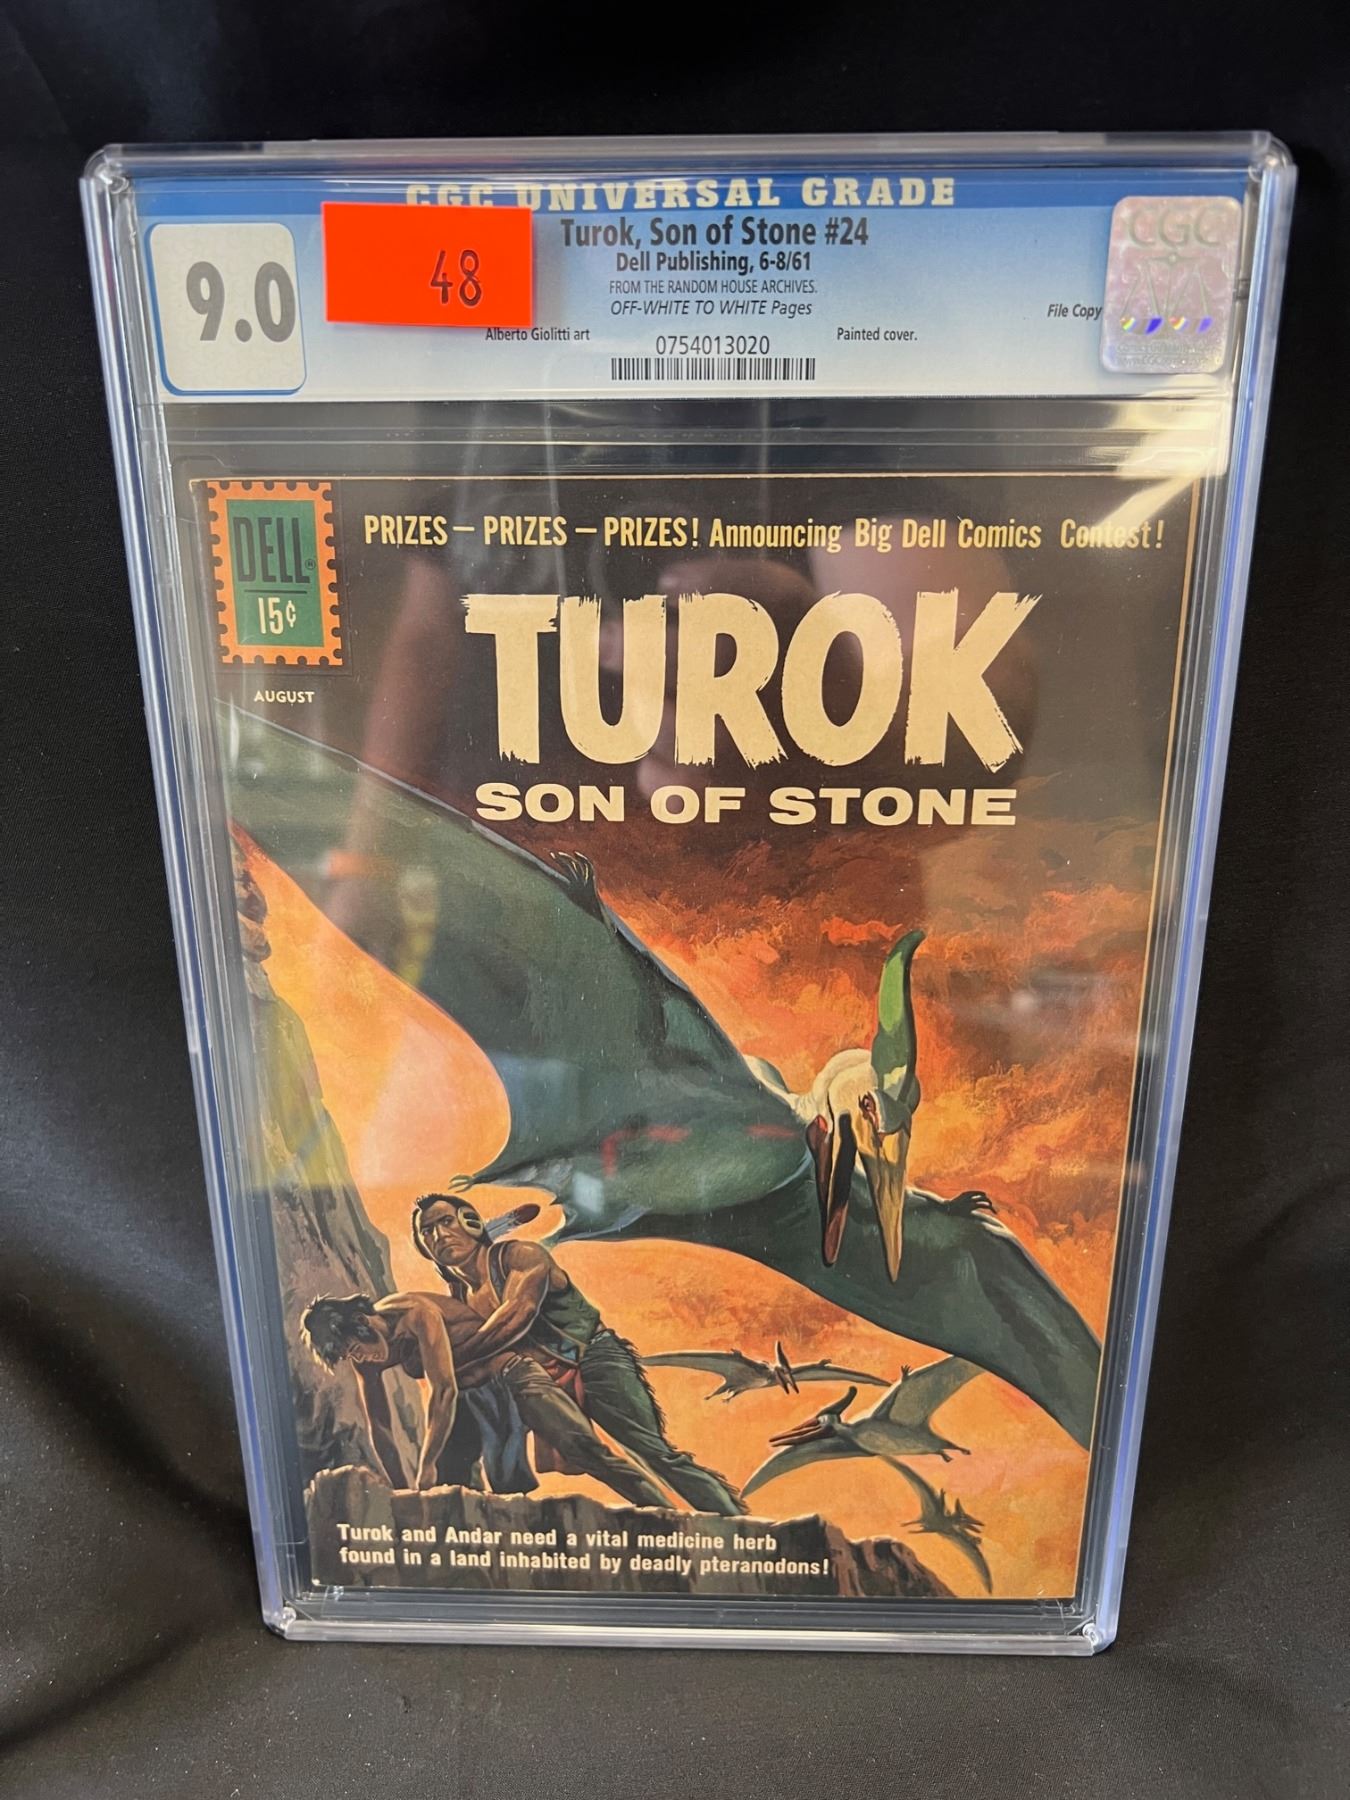 CGC UNIVERSAL GRADE
9.0
48
Turok, Son of Stone #24
Dell Publishing, 6-8/61
FROM THE RANDOM HOUSE ARCHIVES.
OFF-WHITE TO WHITE Pages
File Copy
Alberto Giolitti art
0754013020
Painted cover.
CGC
DELL®
15¢
AUGUST
PRIZES — PRIZES — PRIZES! Announcing Big Dell Comics Contest!
TUROK
SON OF STONE
Turok and Andar need a vital medicine herb
found in a land inhabited by deadly pteranodons!